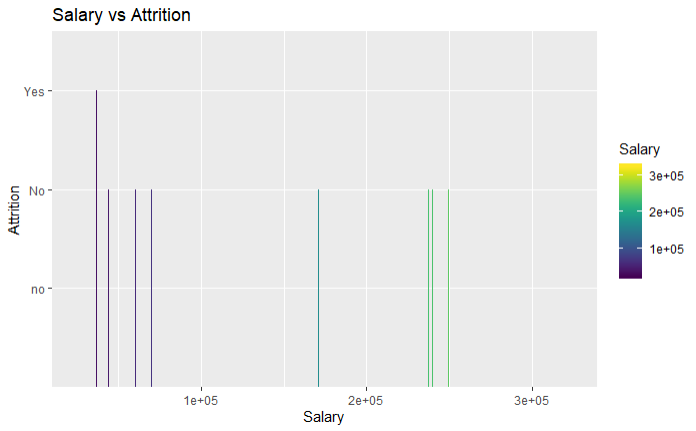 Salary vs Attrition
Yes
No
no
Attrition
1e+05
2e+05
3e+05
Salary
Salary
3e+05
2e+05
1e+05